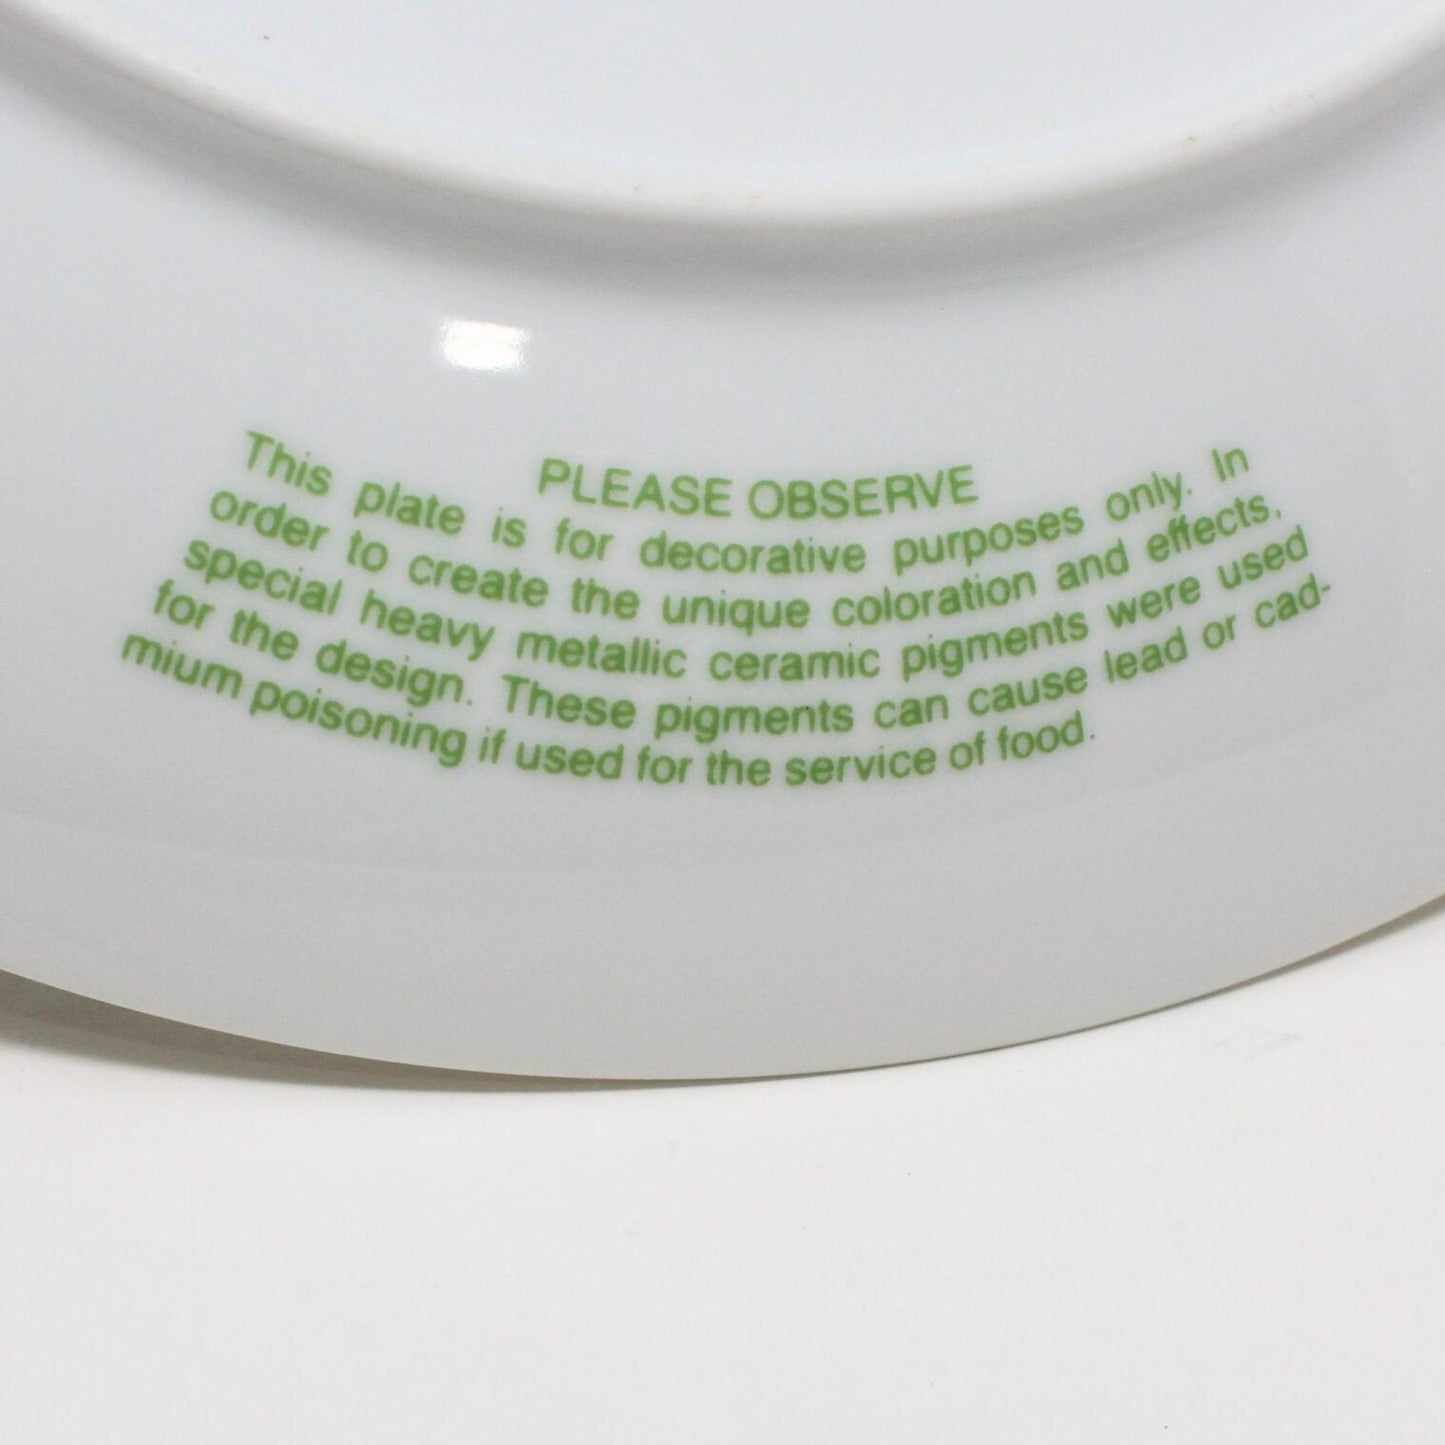 PLEASE OBSERVE
This plate is for decorative purposes only. In
order to create the unique coloration and effects,
special heavy metallic ceramic pigments were used
for the design. These pigments can cause lead or cad-
mium poisoning if used for the service of food.